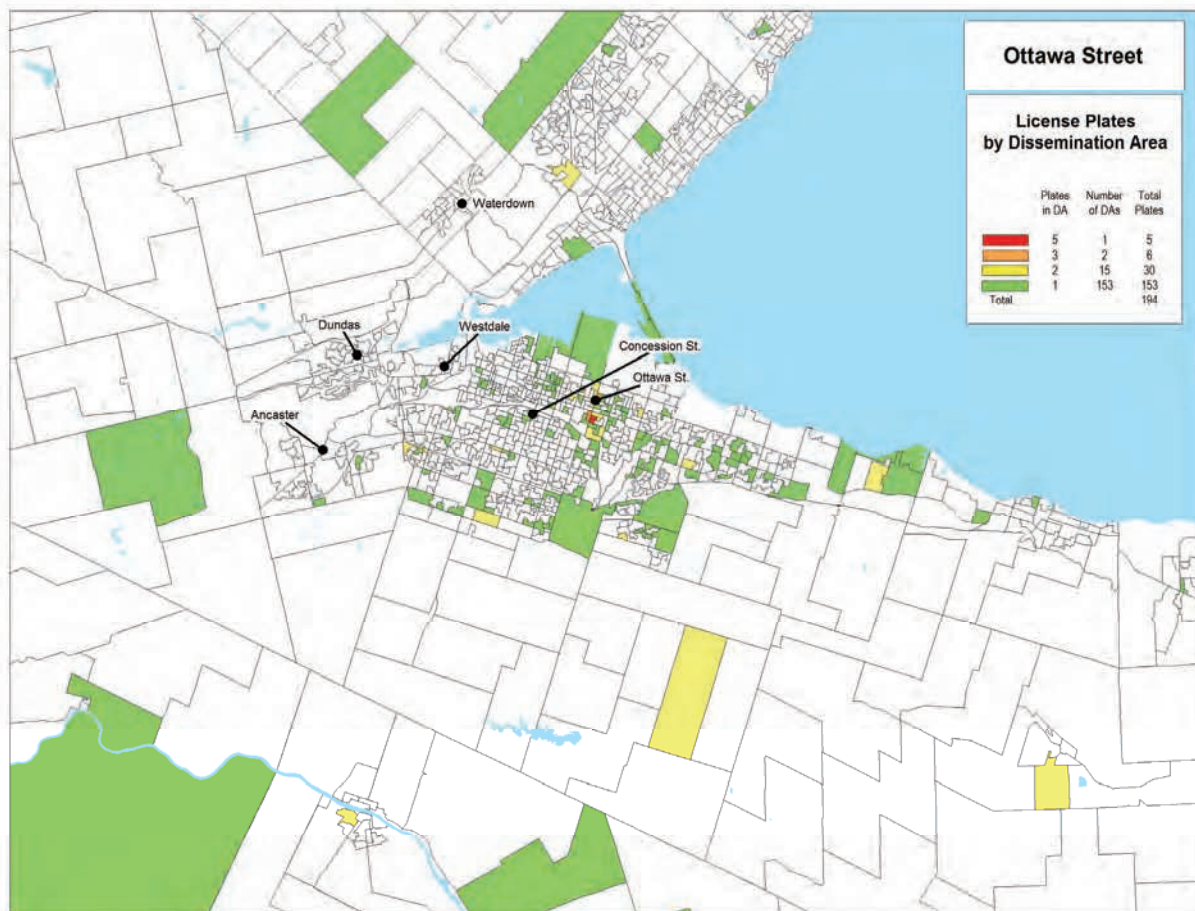 Ottawa Street
License Plates
by Dissemination Area
Plates in DA Number of DAs Total Plates
5 1 5
3 2 6
2 15 30
1 153 153
Total 194
Waterdown
Dundas
Westdale
Concession St.
Ottawa St.
Ancaster